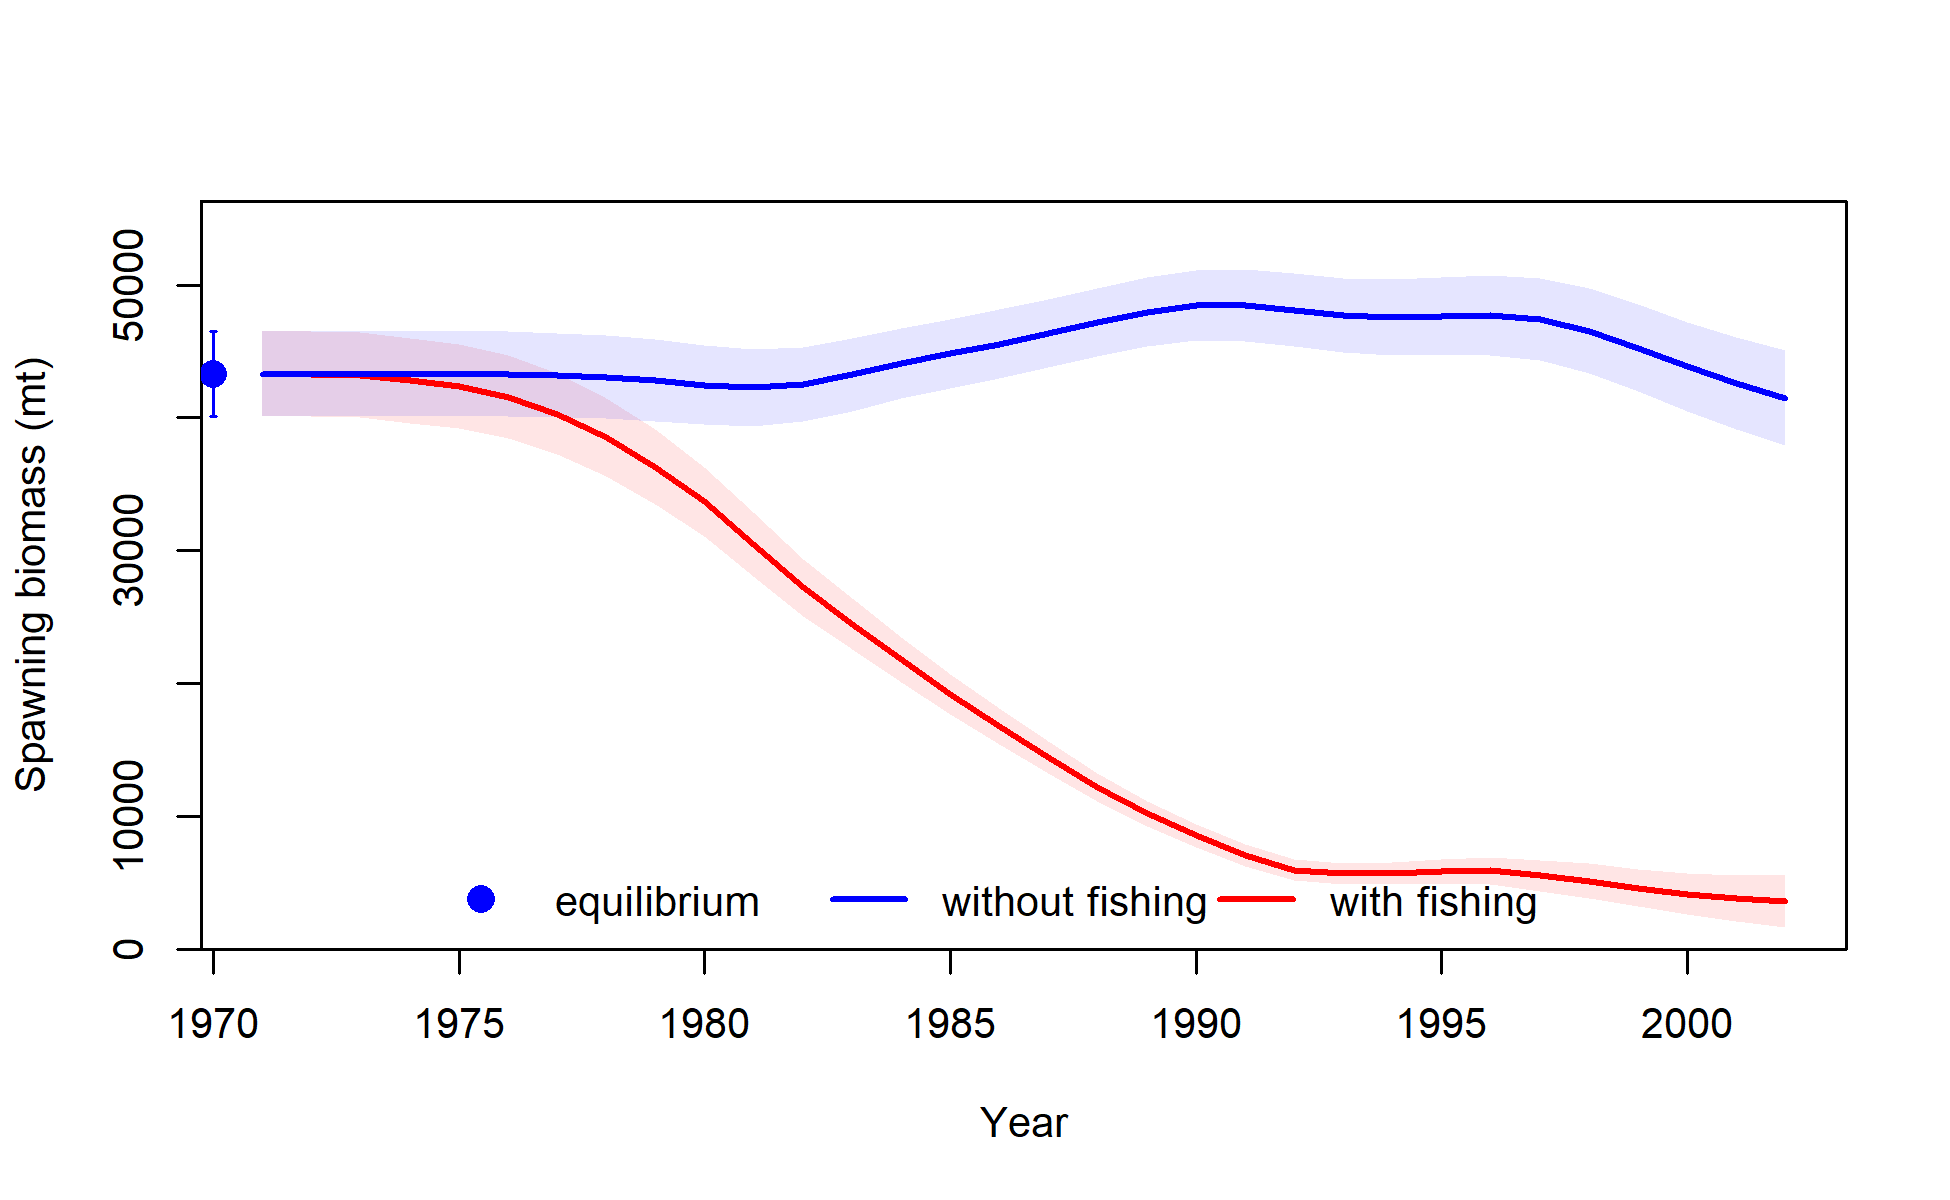 Spawning biomass (mt)
50000
30000
10000
0
equilibrium without fishing with fishing
1970 1975 1980 1985 1990 1995 2000
Year